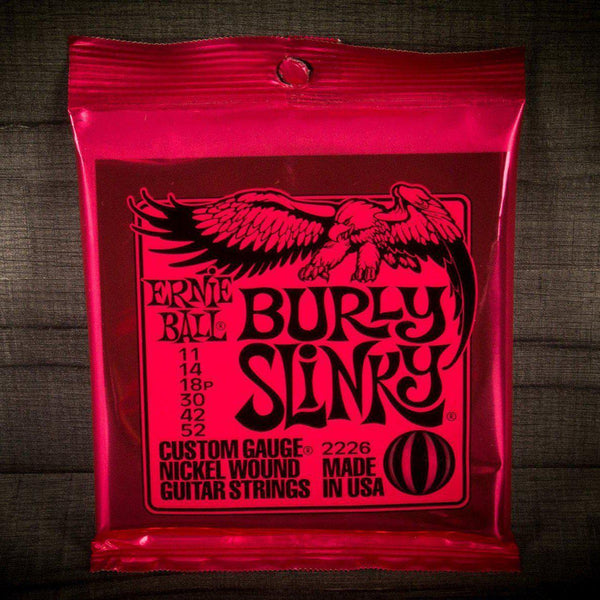 ERNIE
BALL®
BURLY
SLINKY®
11
14
18P
30
42
52
CUSTOM GAUGE® 2226
NICKEL WOUND MADE
GUITAR STRINGS IN USA